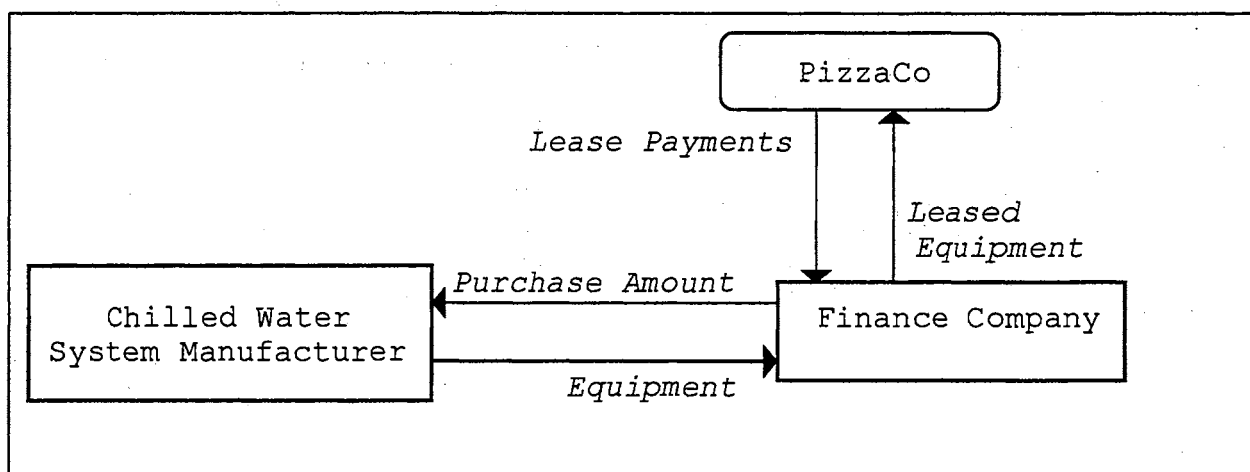 PizzaCo
Lease Payments
Leased
Equipment
Purchase Amount
Chilled Water
System Manufacturer
Finance Company
Equipment